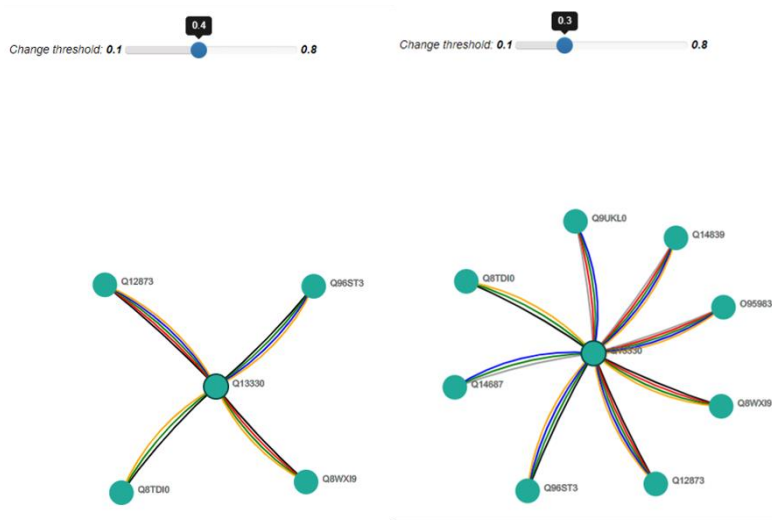 0.4
Change threshold: 0.1 0.8
Q12873
Q96ST3
Q13330
Q8TDI0
Q8WXI9
0.3
Change threshold: 0.1 0.8
Q9UKL0
Q14839
Q8TDI0
O95983
Q13330
Q14687
Q8WXI9
Q12873
Q96ST3